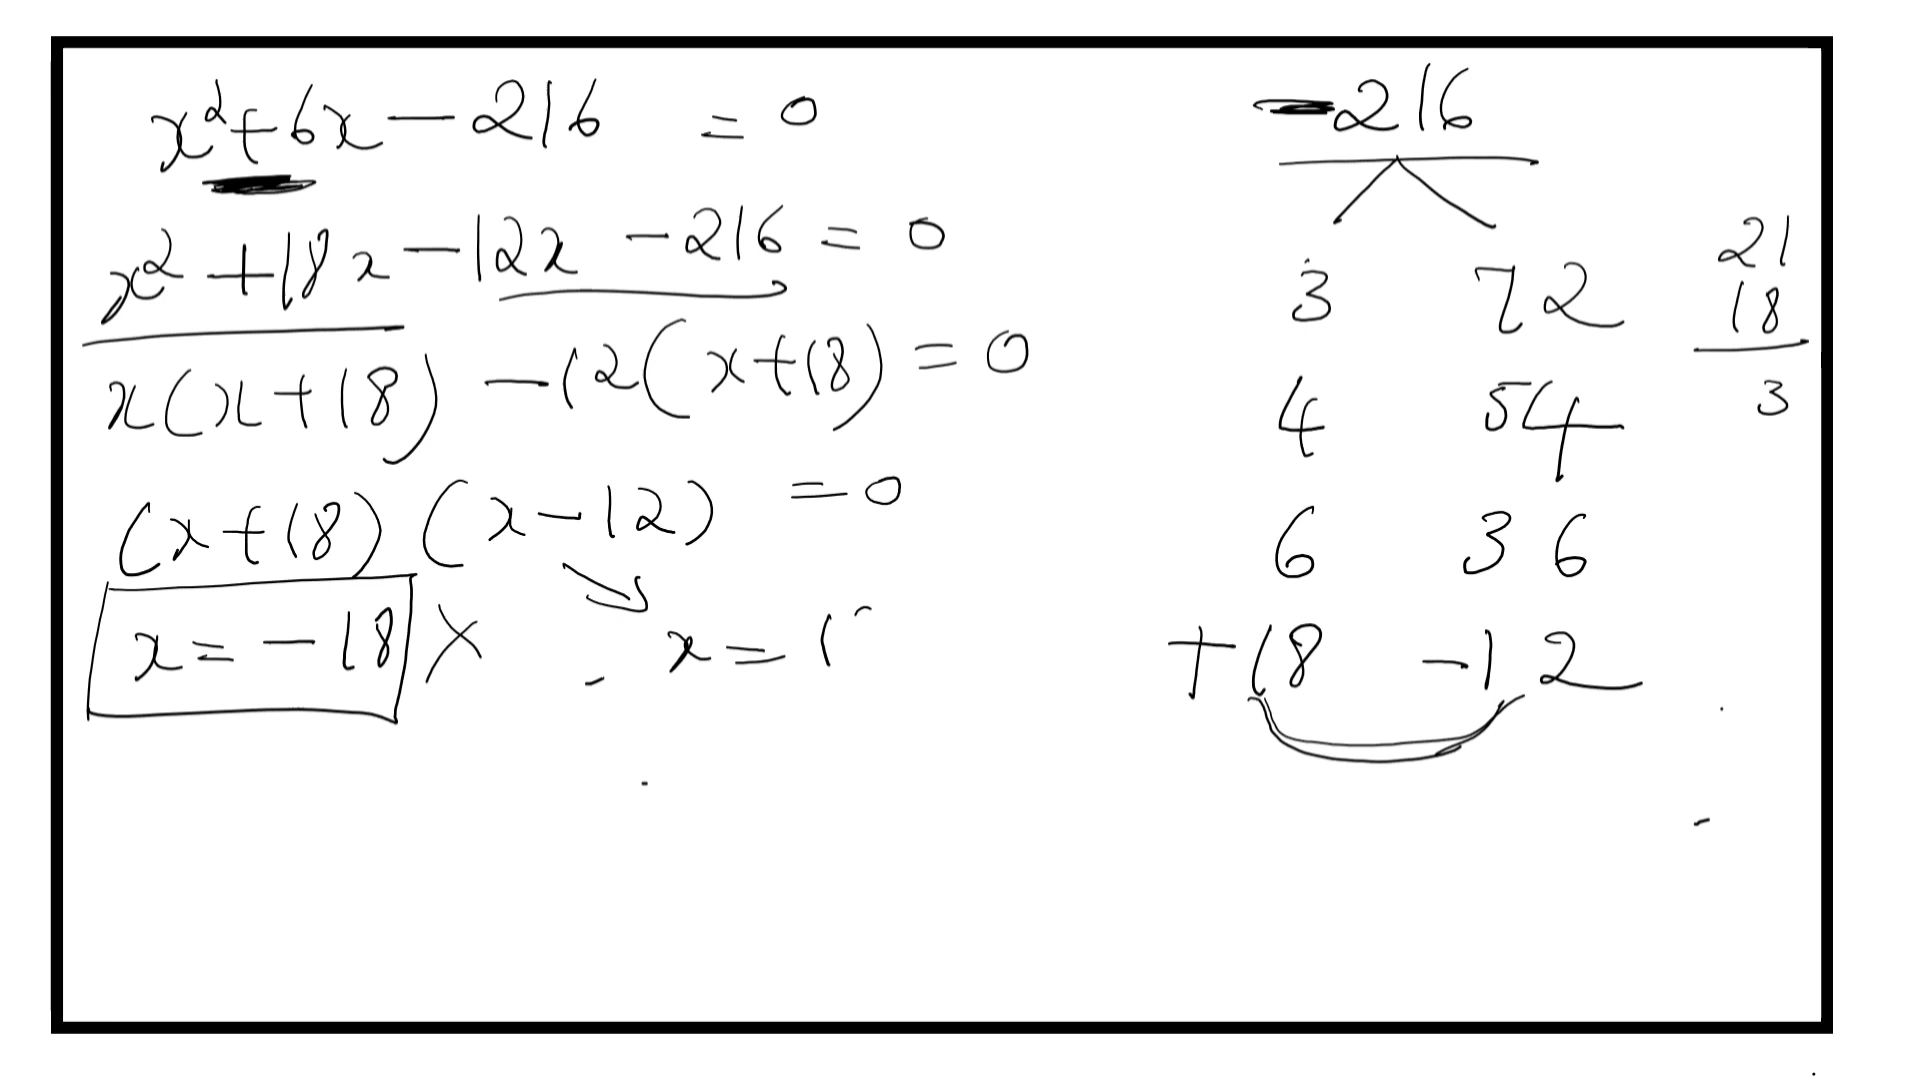 x²+6x-216 = 0
x²+18x-12x-216 = 0
x(x+18) -12(x+18) = 0
(x+18)(x-12) = 0
x = -18 ×
x = 1
-216
3 72
4 54
6 36
+18 -12
21
18
3